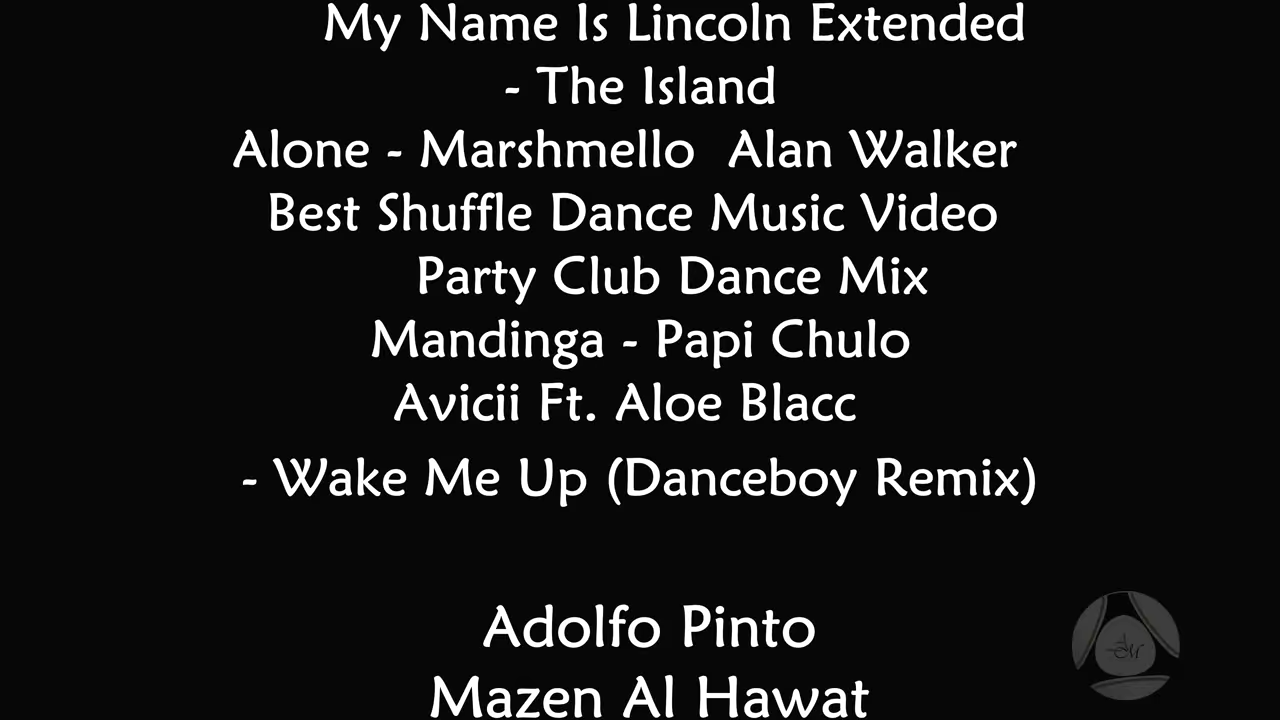 My Name Is Lincoln Extended
- The Island
Alone - Marshmello  Alan Walker
Best Shuffle Dance Music Video
Party Club Dance Mix
Mandinga - Papi Chulo
Avicii Ft. Aloe Blacc
- Wake Me Up (Danceboy Remix)
Adolfo Pinto
Mazen Al Hawat